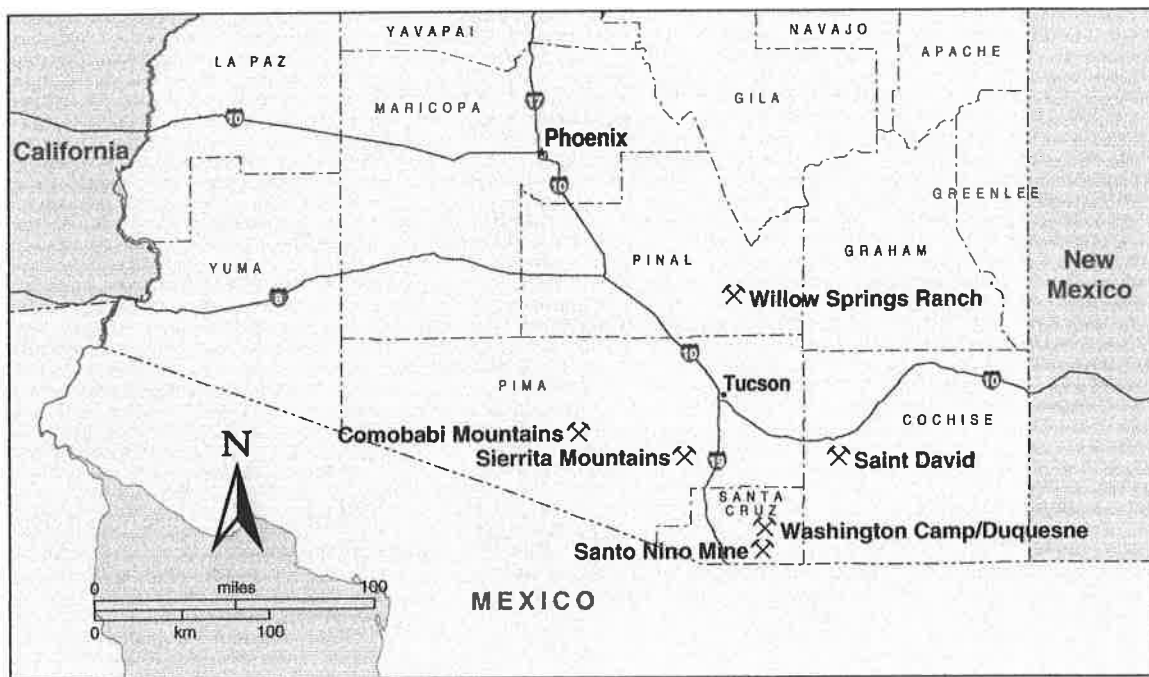 YAVAPAI
NAVAJO
APACHE
LA PAZ
MARICOPA
GILA
17
10
Phoenix
California
10
GREENLEE
YUMA
PINAL
GRAHAM
New
Mexico
8
Willow Springs Ranch
10
10
PIMA
Tucson
COCHISE
Comobabi Mountains
Sierrita Mountains
19
Saint David
N
SANTA
CRUZ
Washington Camp/Duquesne
Santo Nino Mine
0 miles 100
MEXICO
0 km 100